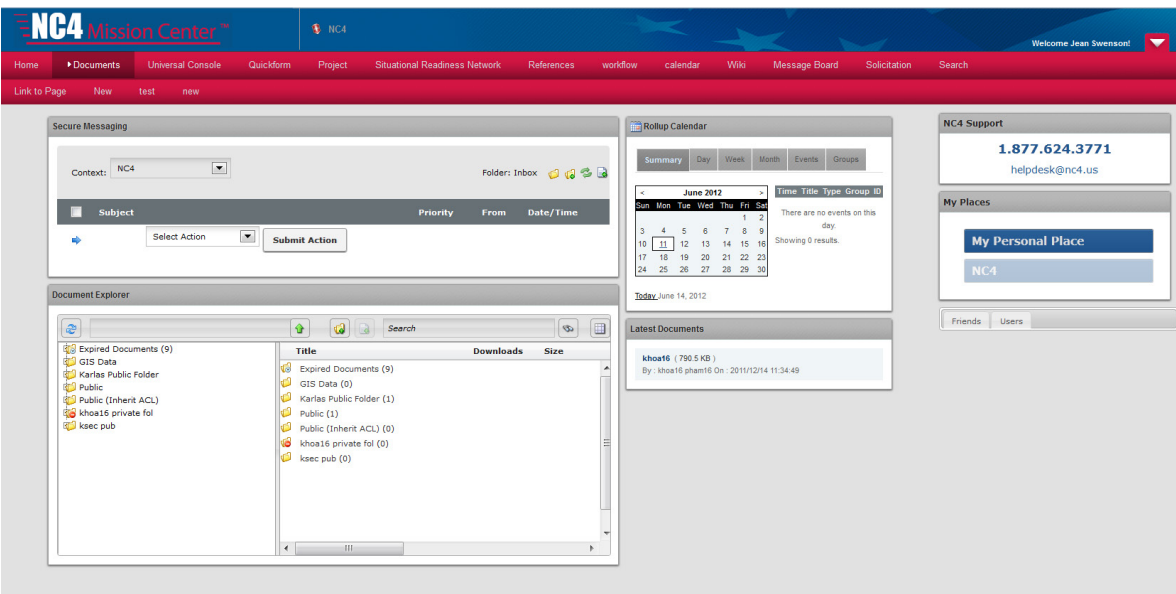 NC4 Mission Center™
NC4
Welcome Jean Swenson!
Home Documents Universal Console Quickform Project Situational Readiness Network References workflow calendar Wiki Message Board Solicitation Search
Link to Page New test new
Secure Messaging
Context: NC4
Folder: Inbox
Subject Priority From Date/Time
Select Action Submit Action
Document Explorer
Search
Expired Documents (9)
GIS Data
Karlas Public Folder
Public
Public (Inherit ACL)
khoa16 private fol
ksec pub
Title Downloads Size
Expired Documents (9)
GIS Data (0)
Karlas Public Folder (1)
Public (1)
Public (Inherit ACL) (0)
khoa16 private fol (0)
ksec pub (0)
Rollup Calendar
Summary Day Week Month Events Groups
< June 2012 >
Sun Mon Tue Wed Thu Fri Sat
1 2
3 4 5 6 7 8 9
10 11 12 13 14 15 16
17 18 19 20 21 22 23
24 25 26 27 28 29 30
Time Title Type Group ID
There are no events on this
day.
Showing 0 results.
Today June 14, 2012
Latest Documents
khoa16 ( 790.5 KB )
By : khoa16 pham16 On : 2011/12/14 11:34:49
NC4 Support
1.877.624.3771
helpdesk@nc4.us
My Places
My Personal Place
NC4
Friends Users